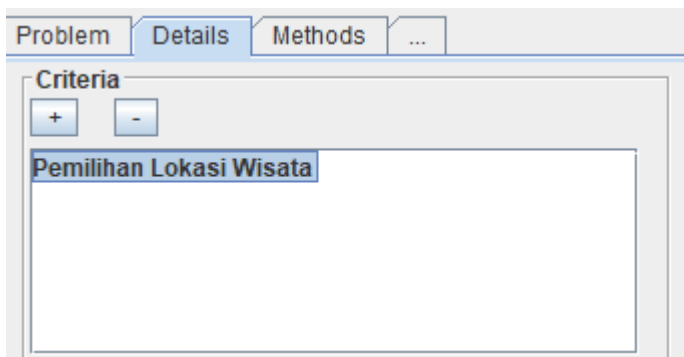 Problem Details Methods ...
Criteria
+ -
Pemilihan Lokasi Wisata